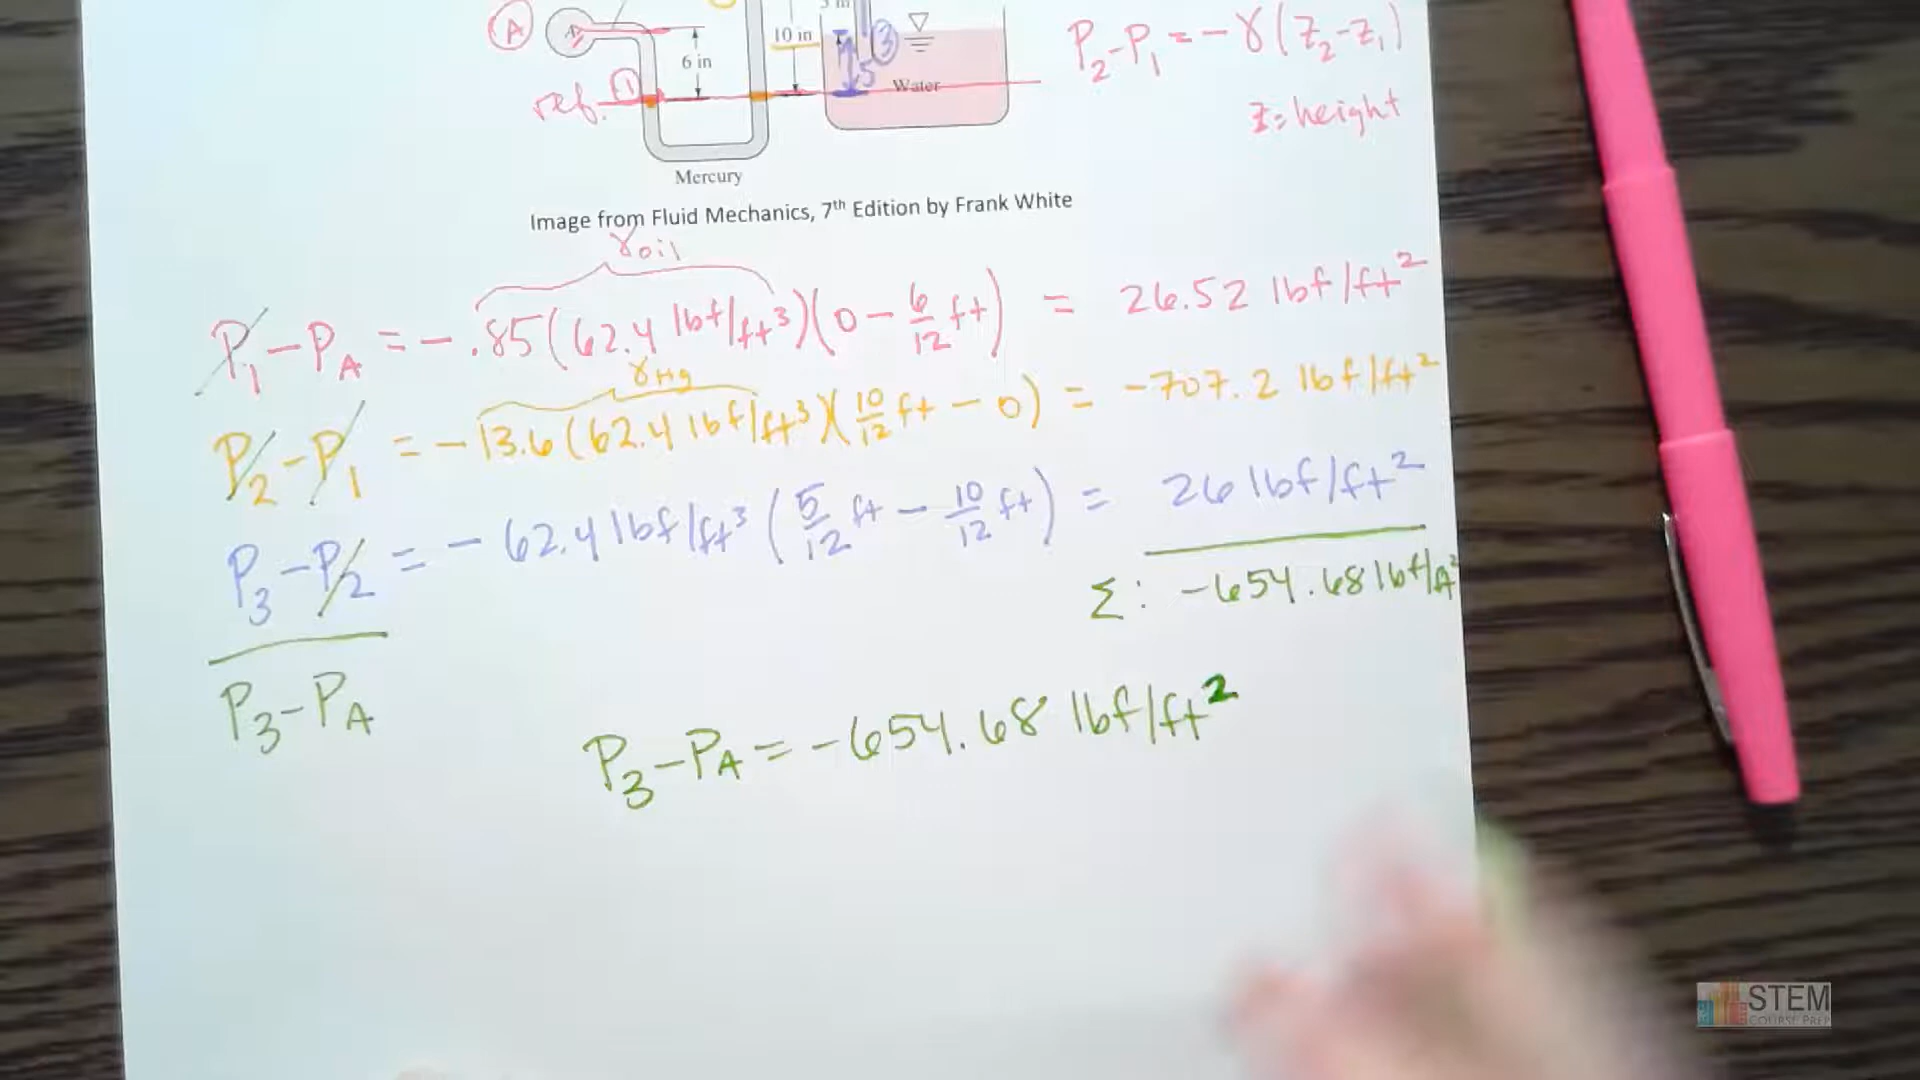 A
A
6 in
10 in
3
P₂-P₁ = -γ(Z₂-Z₁)
ref.
1
5
Water
Z = height
Mercury
Image from Fluid Mechanics, 7th Edition by Frank White
γoil
P₁-PA = -.85(62.4 lbf/ft³)(0-6/12 ft) = 26.52 lbf/ft²
γHg
P₂-P₁ = -13.6(62.4 lbf/ft³)(10/12 ft - 0) = -707.2 lbf/ft²
P₃-P₂ = -62.4 lbf/ft³(5/12 ft - 10/12 ft) = 26 lbf/ft²
Σ: -654.68 lbf/ft²
P₃-PA
P₃-PA = -654.68 lbf/ft²
STEM
COURSE PREP